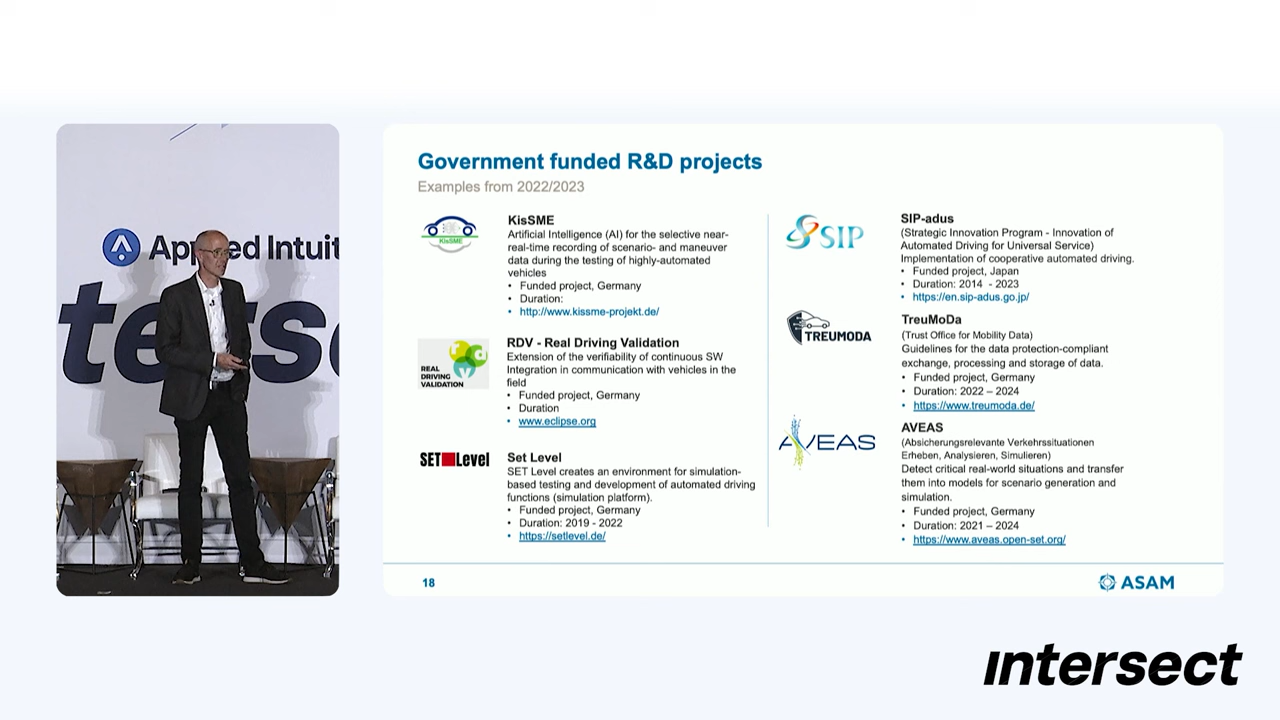 Applied Intuit
terse
Government funded R&D projects
Examples from 2022/2023
KisSME
KisSME
Artificial Intelligence (AI) for the selective near-
real-time recording of scenario- and maneuver
data during the testing of highly-automated
vehicles
• Funded project, Germany
• Duration:
• http://www.kissme-projekt.de/
rdv
REAL
DRIVING
VALIDATION
RDV - Real Driving Validation
Extension of the verifiability of continuous SW
Integration in communication with vehicles in the
field
• Funded project, Germany
• Duration
• www.eclipse.org
SET Level
Set Level
SET Level creates an environment for simulation-
based testing and development of automated driving
functions (simulation platform).
• Funded project, Germany
• Duration: 2019 - 2022
• https://setlevel.de/
SIP
SIP-adus
(Strategic Innovation Program - Innovation of
Automated Driving for Universal Service)
Implementation of cooperative automated driving.
• Funded project, Japan
• Duration: 2014 - 2023
• https://en.sip-adus.go.jp/
TREUMODA
TreuMoDa
(Trust Office for Mobility Data)
Guidelines for the data protection-compliant
exchange, processing and storage of data.
• Funded project, Germany
• Duration: 2022 – 2024
• https://www.treumoda.de/
AVEAS
AVEAS
(Absicherungsrelevante Verkehrssituationen
Erheben, Analysieren, Simulieren)
Detect critical real-world situations and transfer
them into models for scenario generation and
simulation.
• Funded project, Germany
• Duration: 2021 – 2024
• https://www.aveas.open-set.org/
18
ASAM
Intersect